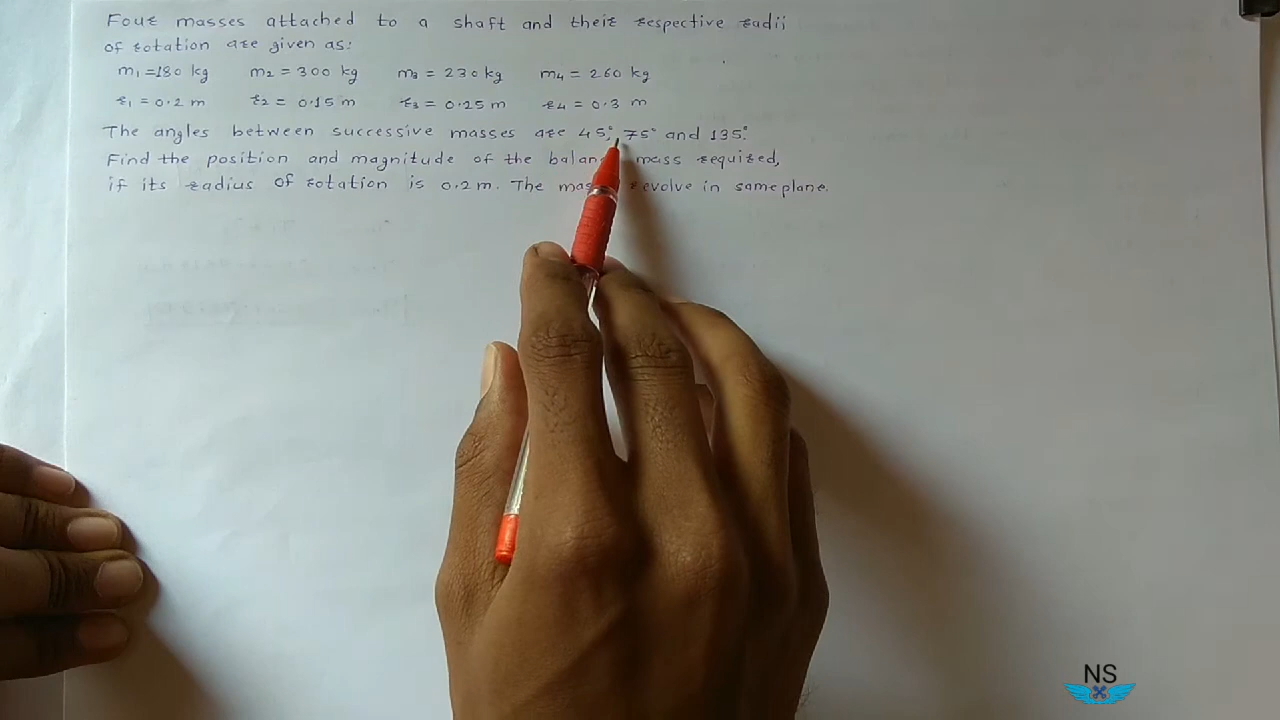 Four masses attached to a shaft and their respective radii
of rotation are given as:
m1 = 180 kg m2 = 300 kg m3 = 230 kg m4 = 260 kg
r1 = 0.2 m r2 = 0.15 m r3 = 0.25 m r4 = 0.3 m
The angles between successive masses are 45°, 75° and 135°.
Find the position and magnitude of the balan mass required,
if its radius of rotation is 0.2 m. The mas revolve in same plane.
NS